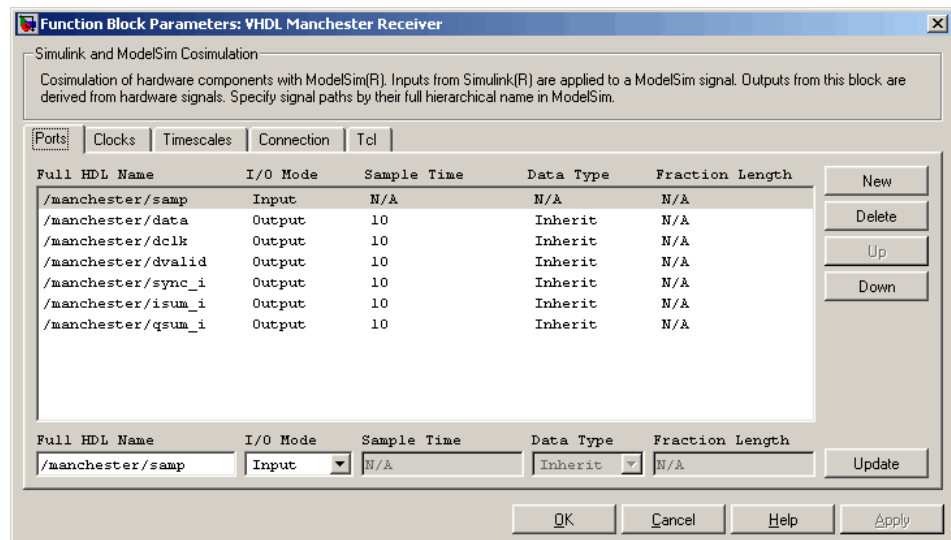 Function Block Parameters: VHDL Manchester Receiver
Simulink and ModelSim Cosimulation
Cosimulation of hardware components with ModelSim(R). Inputs from Simulink(R) are applied to a ModelSim signal. Outputs from this block are
derived from hardware signals. Specify signal paths by their full hierarchical name in ModelSim.
Ports Clocks Timescales Connection Tcl
Full HDL Name I/O Mode Sample Time Data Type Fraction Length
New
/manchester/samp Input N/A N/A N/A
/manchester/data Output 10 Inherit N/A
Delete
/manchester/dclk Output 10 Inherit N/A
/manchester/dvalid Output 10 Inherit N/A
Up
/manchester/sync_i Output 10 Inherit N/A
Down
/manchester/isum_i Output 10 Inherit N/A
/manchester/qsum_i Output 10 Inherit N/A
Full HDL Name I/O Mode Sample Time Data Type Fraction Length
/manchester/samp Input N/A Inherit N/A Update
OK Cancel Help Apply